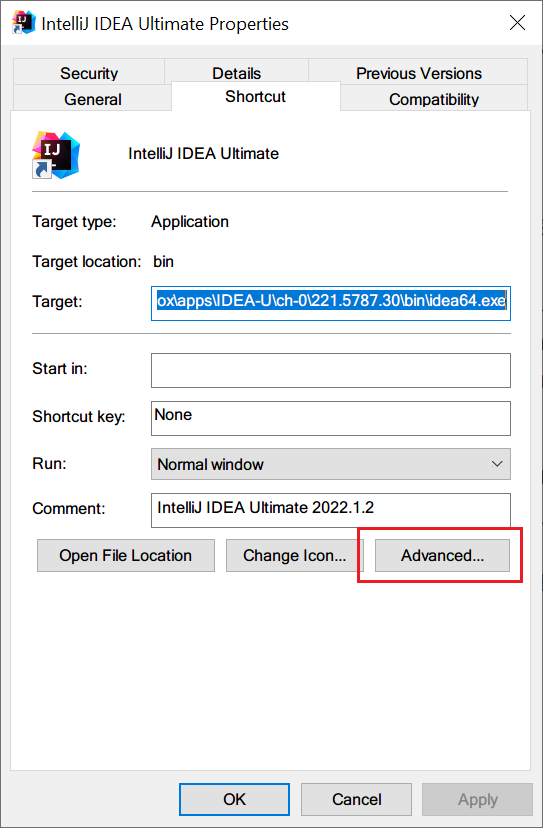 IntelliJ IDEA Ultimate Properties
Security Details Previous Versions
General Shortcut Compatibility
IJ
IntelliJ IDEA Ultimate
Target type: Application
Target location: bin
Target: ox\apps\IDEA-U\ch-0\221.5787.30\bin\idea64.exe
Start in:
Shortcut key: None
Run: Normal window
Comment: IntelliJ IDEA Ultimate 2022.1.2
Open File Location Change Icon... Advanced...
OK Cancel Apply